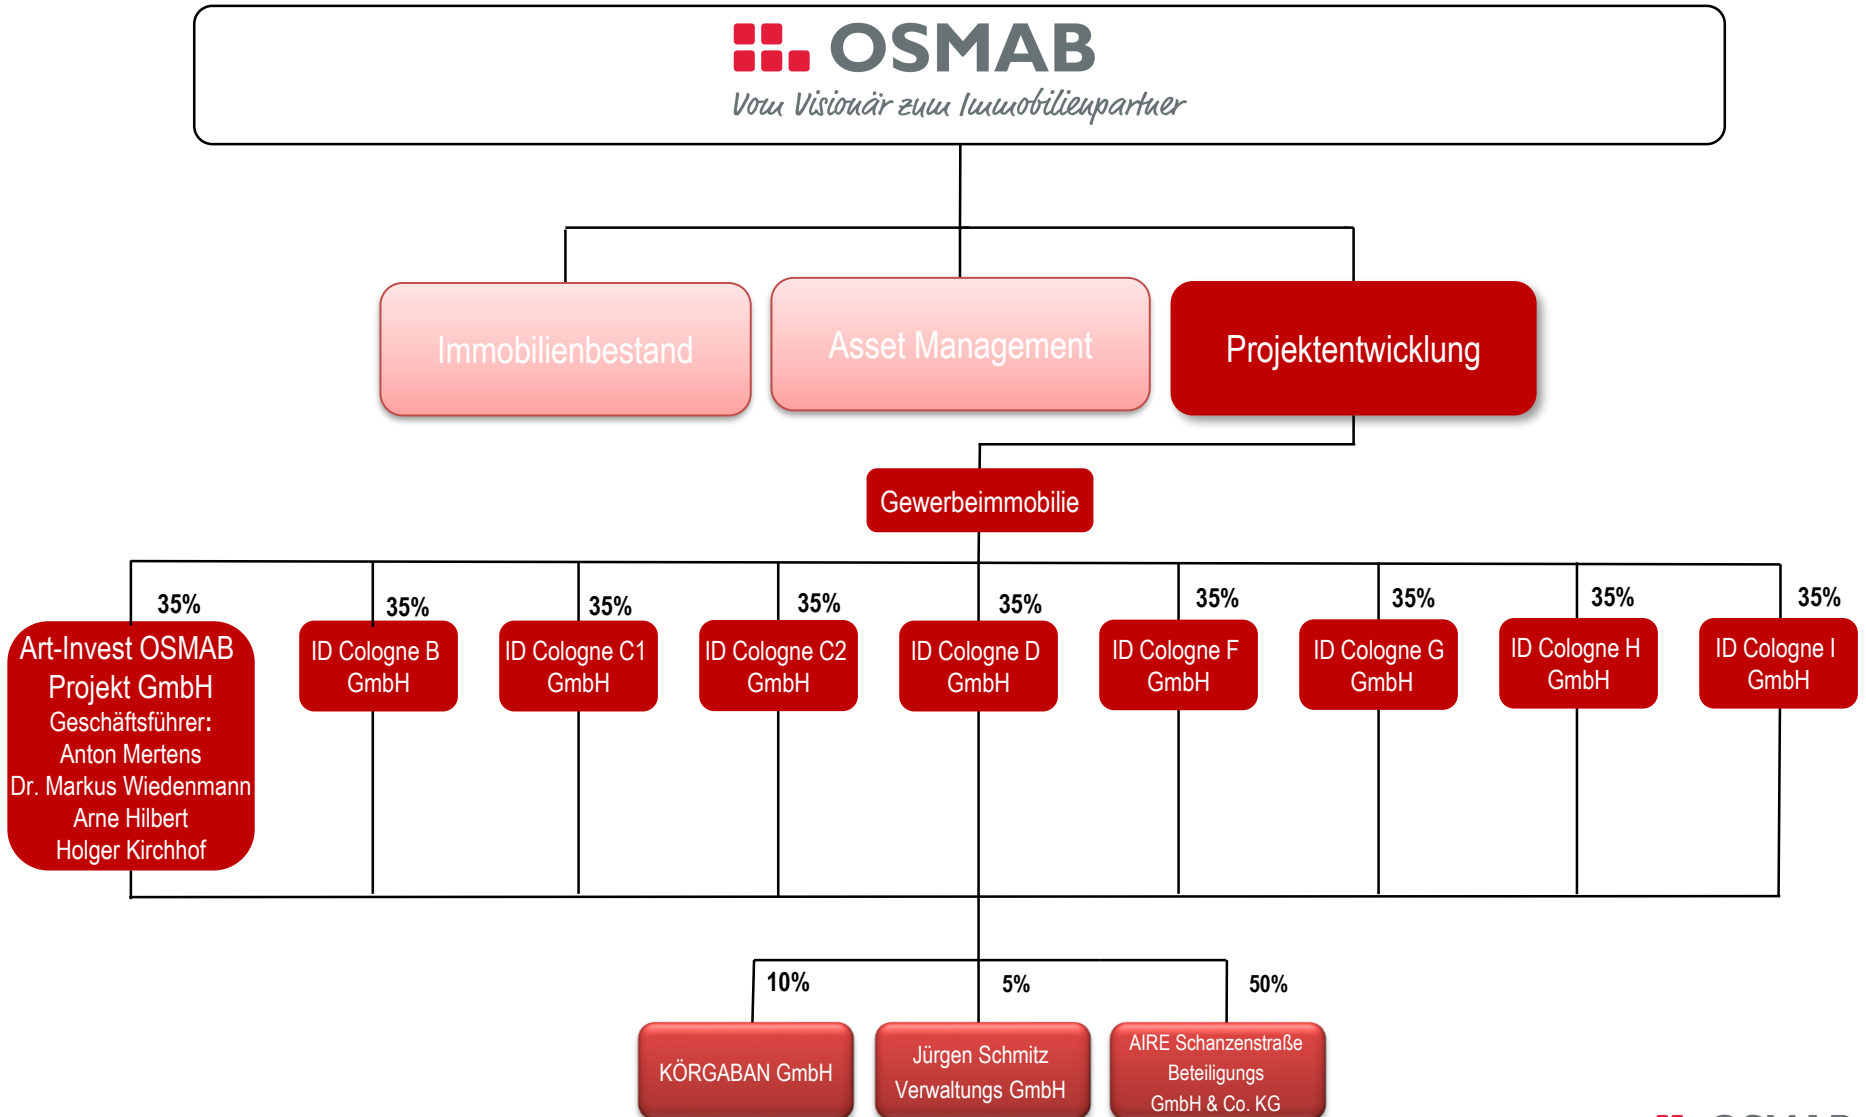 OSMAB
Vom Visionär zum Immobilienpartner
Immobilienbestand
Asset Management
Projektentwicklung
Gewerbeimmobilie
35%
35%
35%
35%
35%
35%
35%
35%
35%
Art-Invest OSMAB
Projekt GmbH
Geschäftsführer:
Anton Mertens
Dr. Markus Wiedenmann
Arne Hilbert
Holger Kirchhof
ID Cologne B
GmbH
ID Cologne C1
GmbH
ID Cologne C2
GmbH
ID Cologne D
GmbH
ID Cologne F
GmbH
ID Cologne G
GmbH
ID Cologne H
GmbH
ID Cologne I
GmbH
10%
5%
50%
KÖRGABAN GmbH
Jürgen Schmitz
Verwaltungs GmbH
AIRE Schanzenstraße
Beteiligungs
GmbH & Co. KG
OSMAB